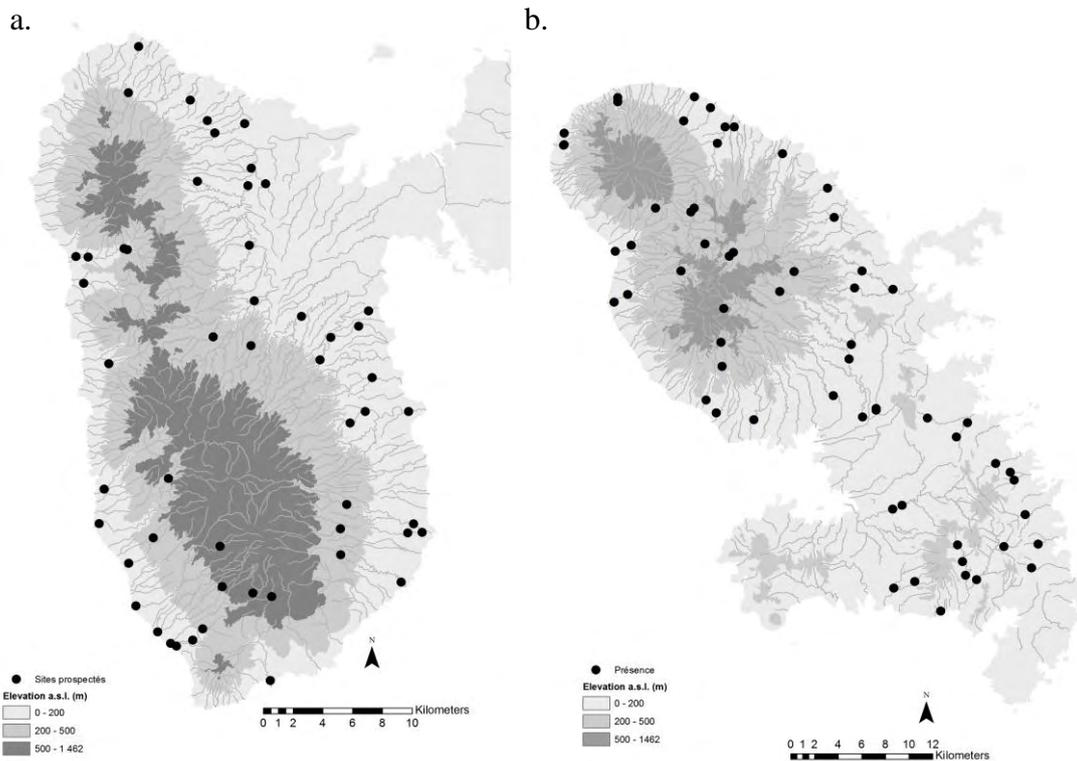 a.
b.
N
Sites prospectés
Elevation a.s.l. (m)
0 - 200
200 - 500
500 - 1 462
Kilometers
0 1 2 4 6 8 10
Présence
Elevation a.s.l. (m)
0 - 200
200 - 500
500 - 1462
N
0 1 2 4 6 8 10 12
Kilometers